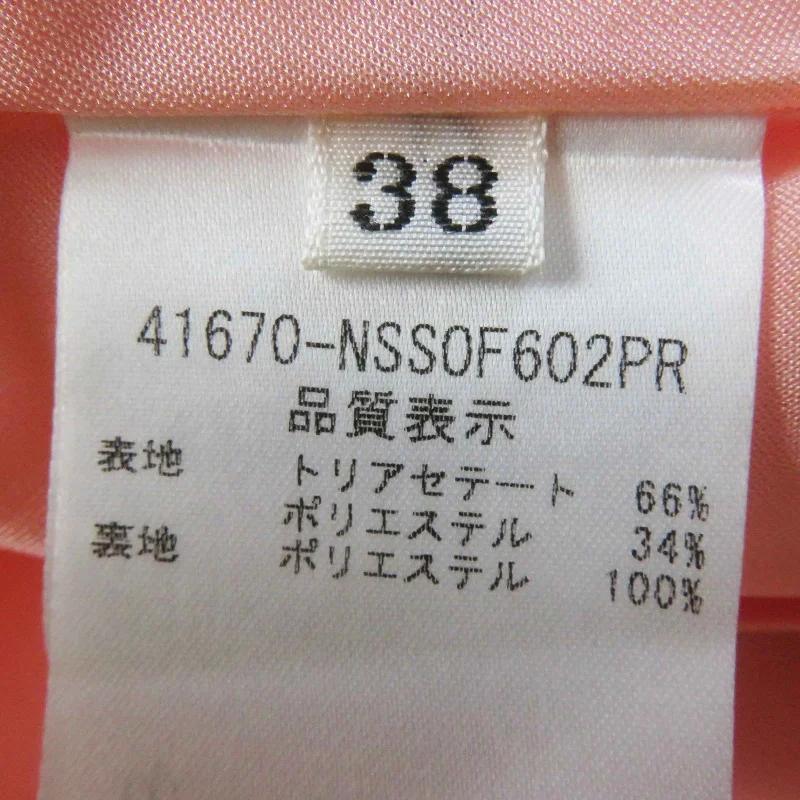 38
41670-NSSOF602PR
品質表示
表地 トリアセテート 66%
ポリエステル 34%
裏地 ポリエステル 100%